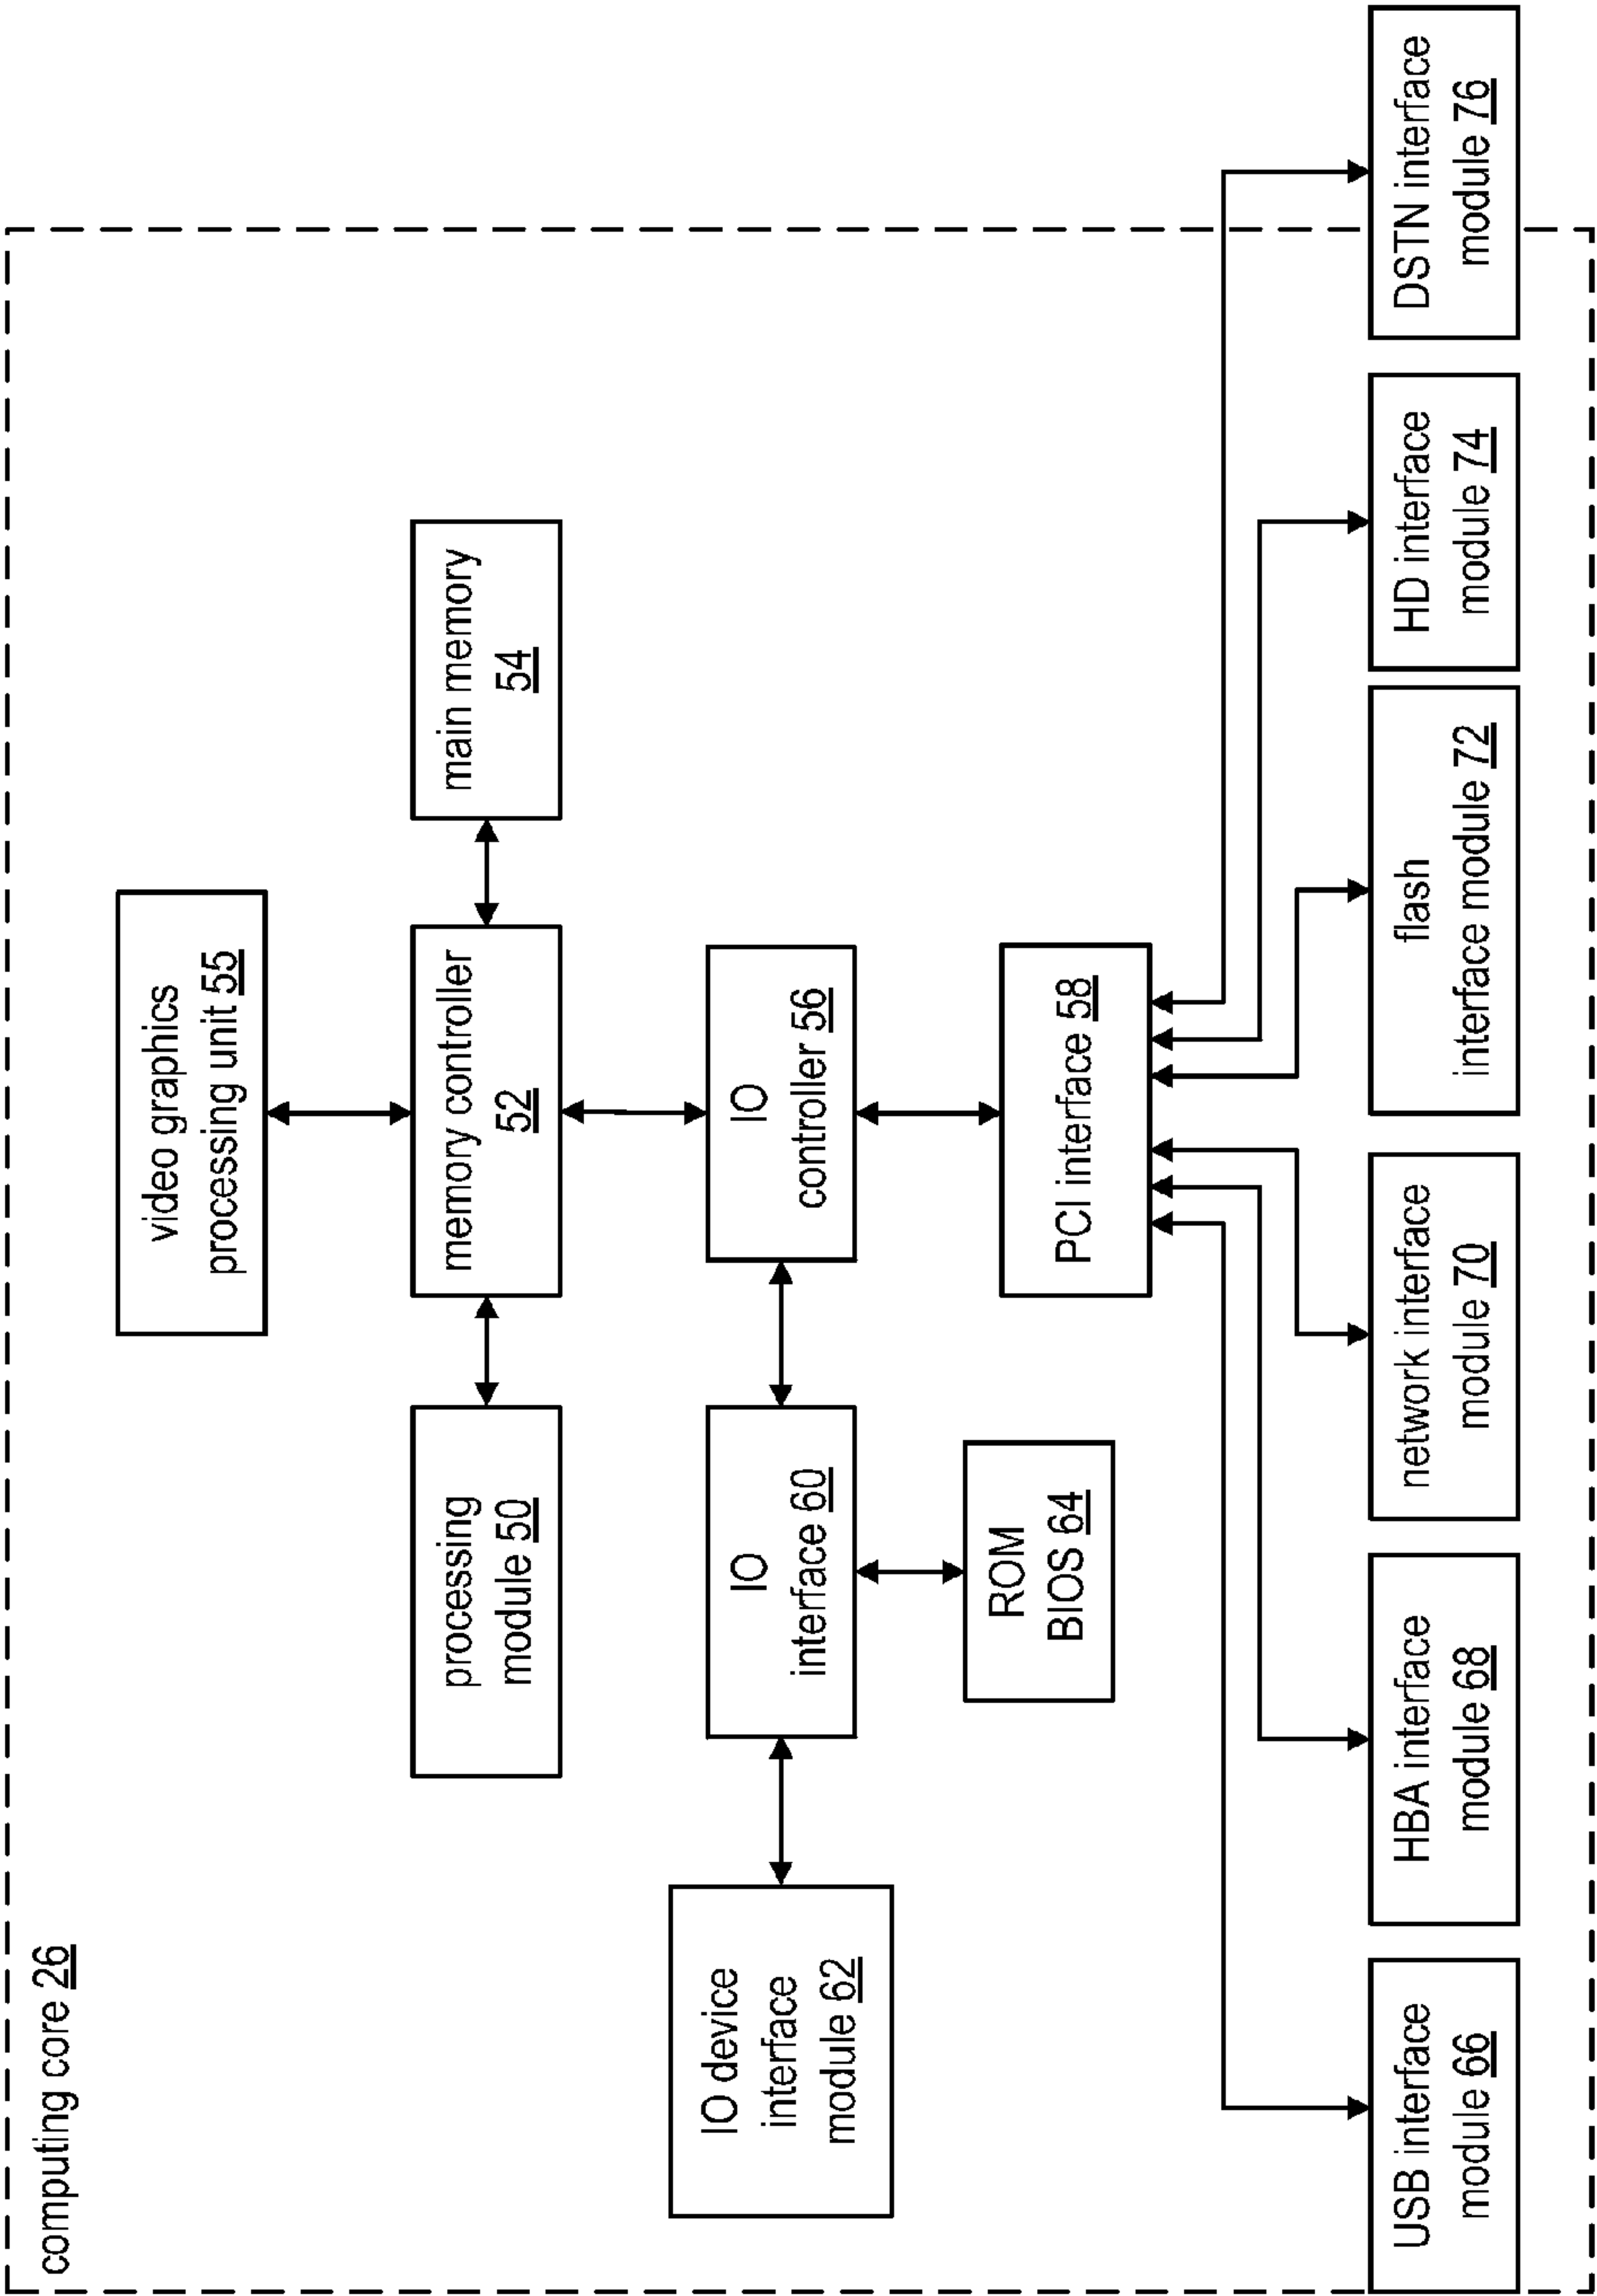 computing core 26
video graphics
processing unit 55
processing
module 50
memory controller
52
main memory
54
IO device
interface
module 62
IO
interface 60
IO
controller 56
ROM
BIOS 64
PCI interface 58
USB interface
module 66
HBA interface
module 68
network interface
module 70
flash
interface module 72
HD interface
module 74
DSTN interface
module 76